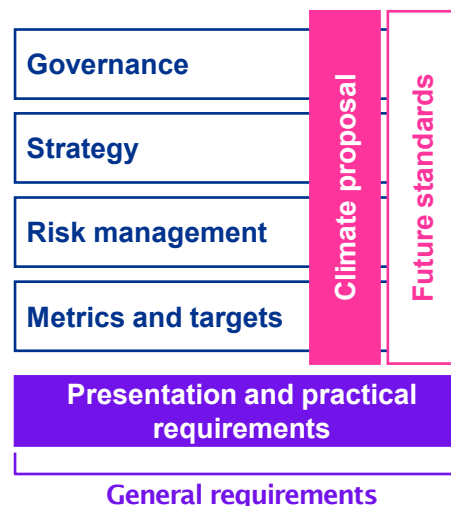 Governance
Strategy
Risk management
Metrics and targets
Climate proposal
Future standards
Presentation and practical
requirements
General requirements